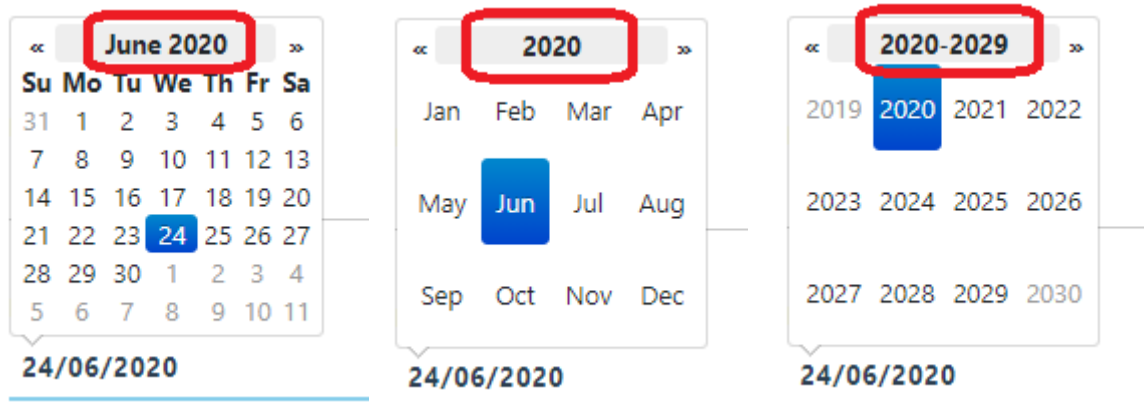 « June 2020 »
Su Mo Tu We Th Fr Sa
31 1 2 3 4 5 6
7 8 9 10 11 12 13
14 15 16 17 18 19 20
21 22 23 24 25 26 27
28 29 30 1 2 3 4
5 6 7 8 9 10 11
24/06/2020
« 2020 »
Jan Feb Mar Apr
May Jun Jul Aug
Sep Oct Nov Dec
24/06/2020
« 2020-2029 »
2019 2020 2021 2022
2023 2024 2025 2026
2027 2028 2029 2030
24/06/2020